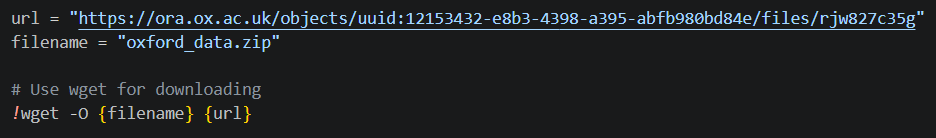 url = "https://ora.ox.ac.uk/objects/uuid:12153432-e8b3-4398-a395-abfb980bd84e/files/rjw827c35g"
filename = "oxford_data.zip"
# Use wget for downloading
!wget -O {filename} {url}